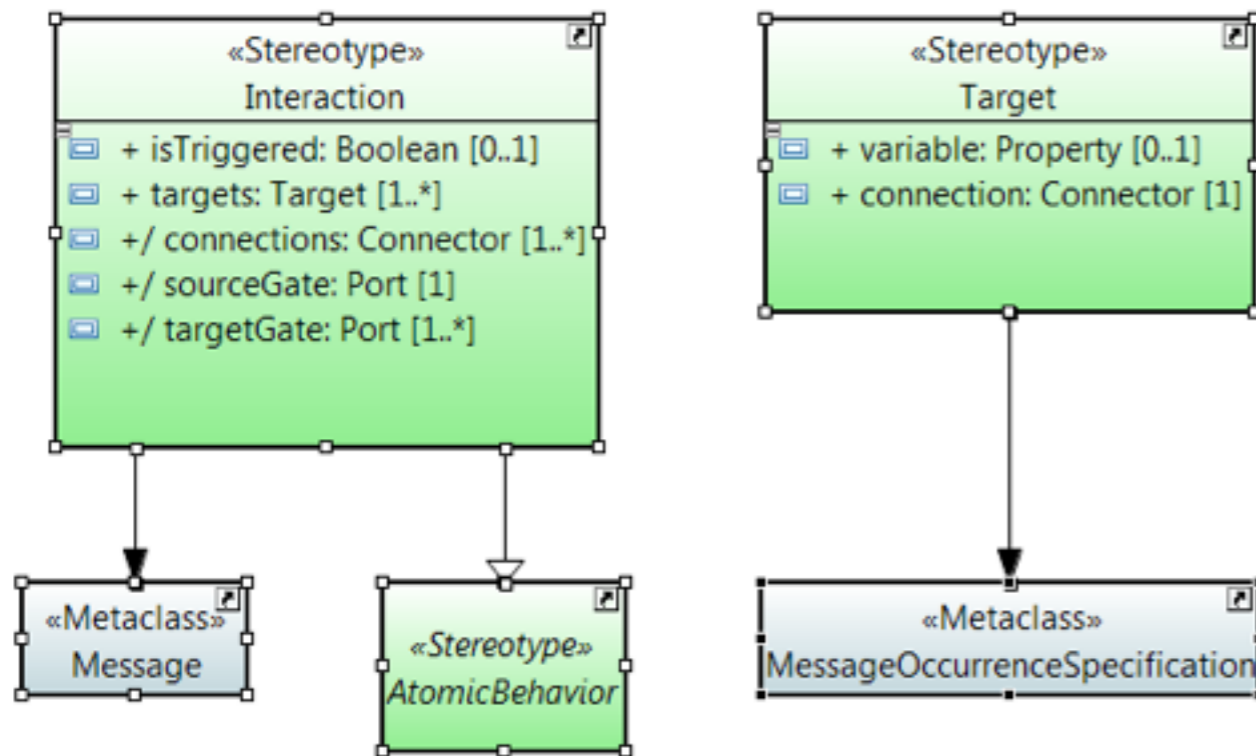 «Stereotype»
Interaction
+ isTriggered: Boolean [0..1]
+ targets: Target [1..*]
+/ connections: Connector [1..*]
+/ sourceGate: Port [1]
+/ targetGate: Port [1..*]
«Stereotype»
Target
+ variable: Property [0..1]
+ connection: Connector [1]
«Metaclass»
Message
«Stereotype»
AtomicBehavior
«Metaclass»
MessageOccurrenceSpecification